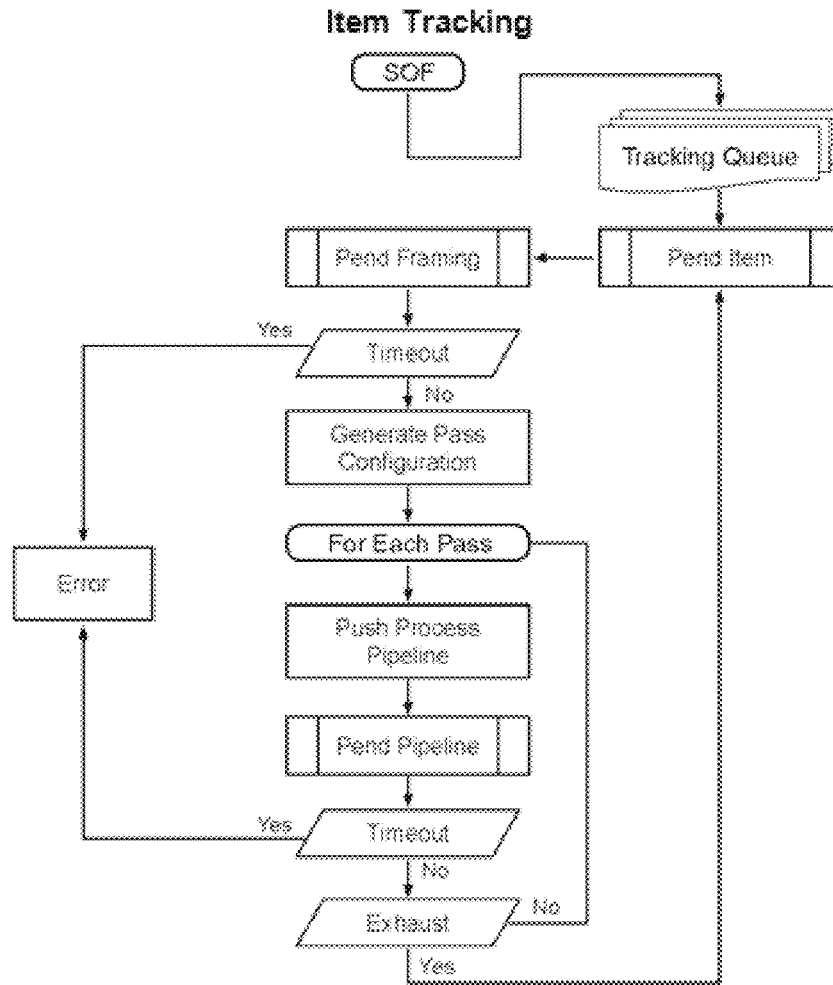 Item Tracking
SOF
Tracking Queue
Pend Framing
Pend Item
Yes
Timeout
No
Generate Pass
Configuration
For Each Pass
Error
Push Process
Pipeline
Pend Pipeline
Yes
Timeout
No
Exhaust
No
Yes